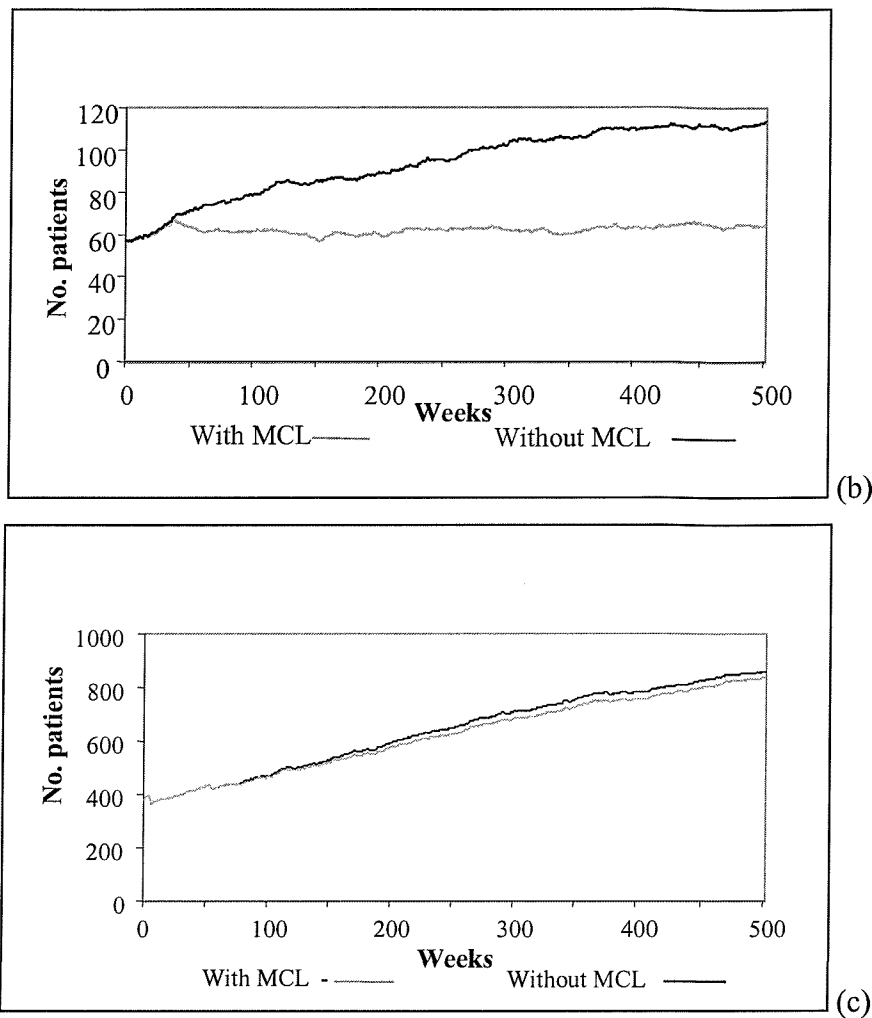 120
100
80
60
40
20
0
No. patients
0 100 200 300 400 500
Weeks
With MCL Without MCL
(b)
1000
800
600
400
200
0
No. patients
0 100 200 300 400 500
Weeks
With MCL - Without MCL
(c)